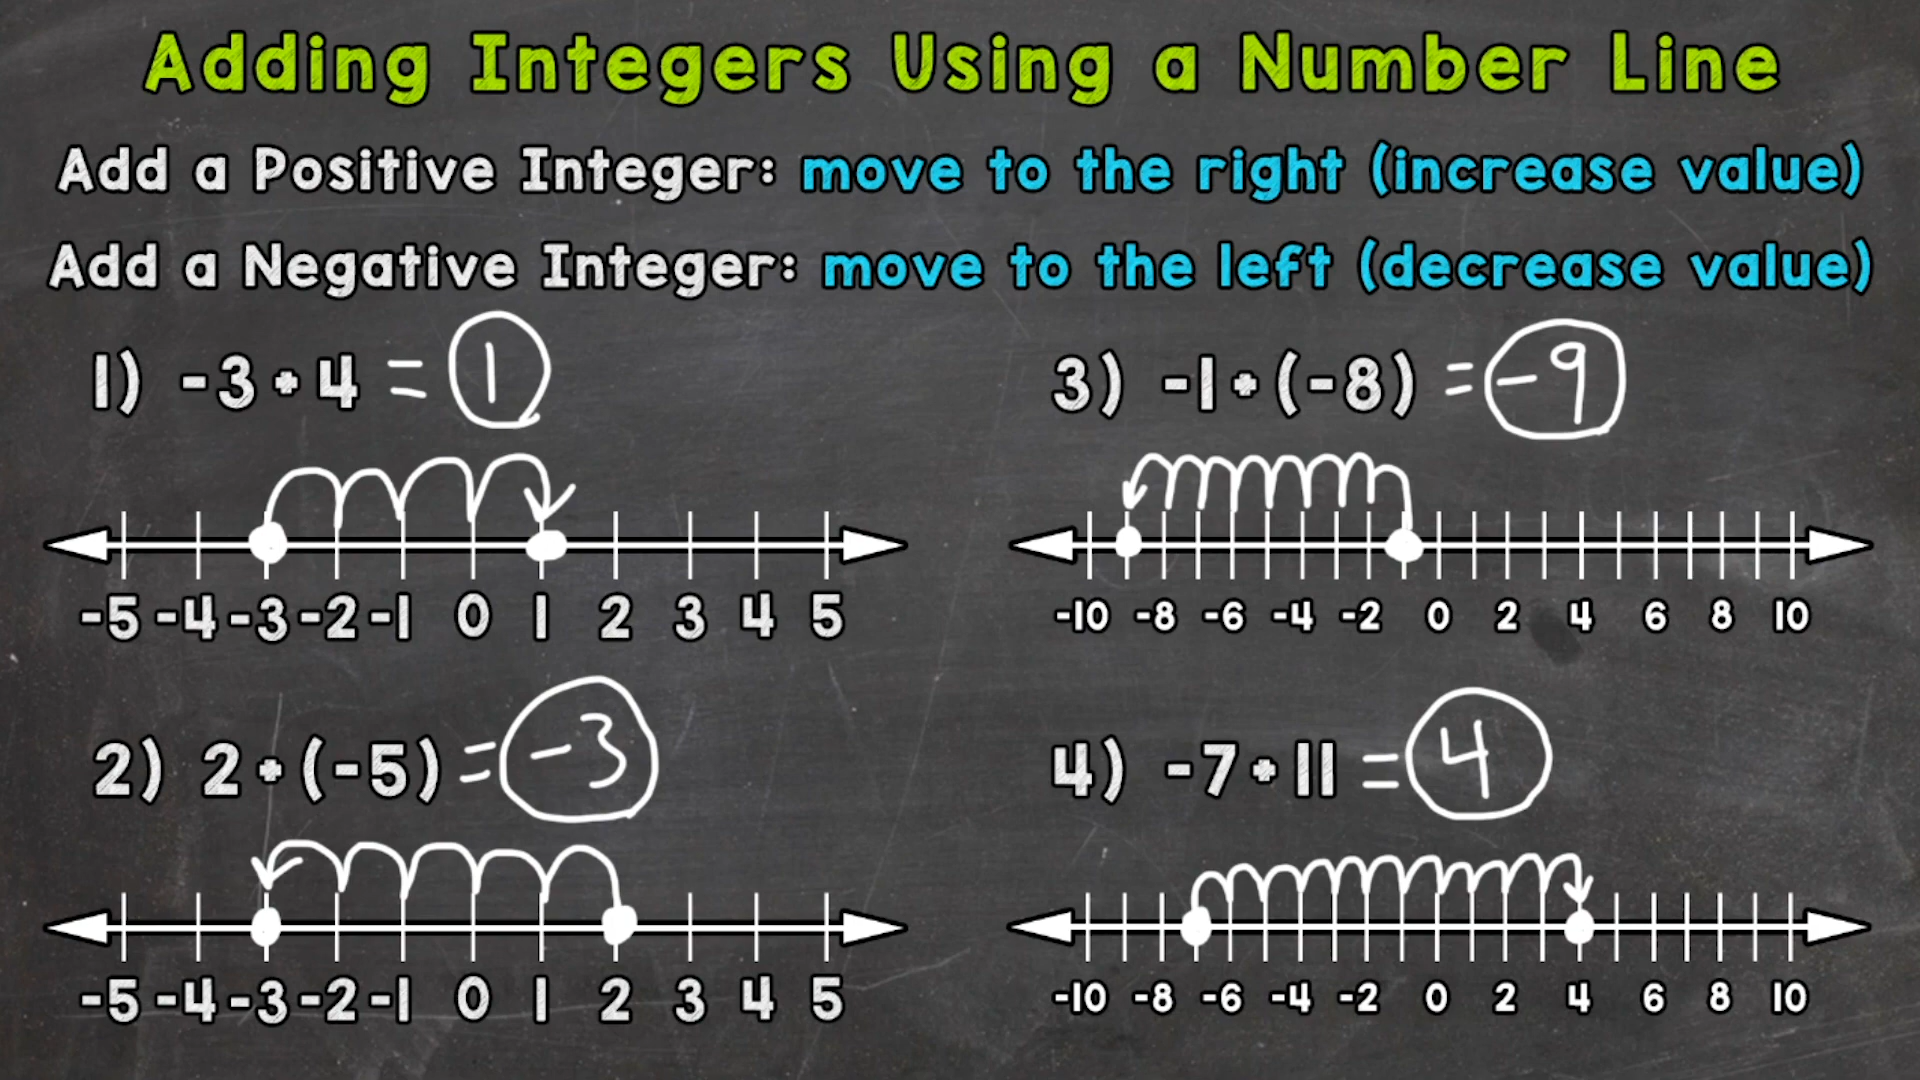 Adding Integers Using a Number Line
Add a Positive Integer: move to the right (increase value)
Add a Negative Integer: move to the left (decrease value)
1) -3 + 4 = 1
-5 -4 -3 -2 -1 0 1 2 3 4 5
2) 2 + (-5) = -3
-5 -4 -3 -2 -1 0 1 2 3 4 5
3) -1 + (-8) = -9
-10 -8 -6 -4 -2 0 2 4 6 8 10
4) -7 + 11 = 4
-10 -8 -6 -4 -2 0 2 4 6 8 10